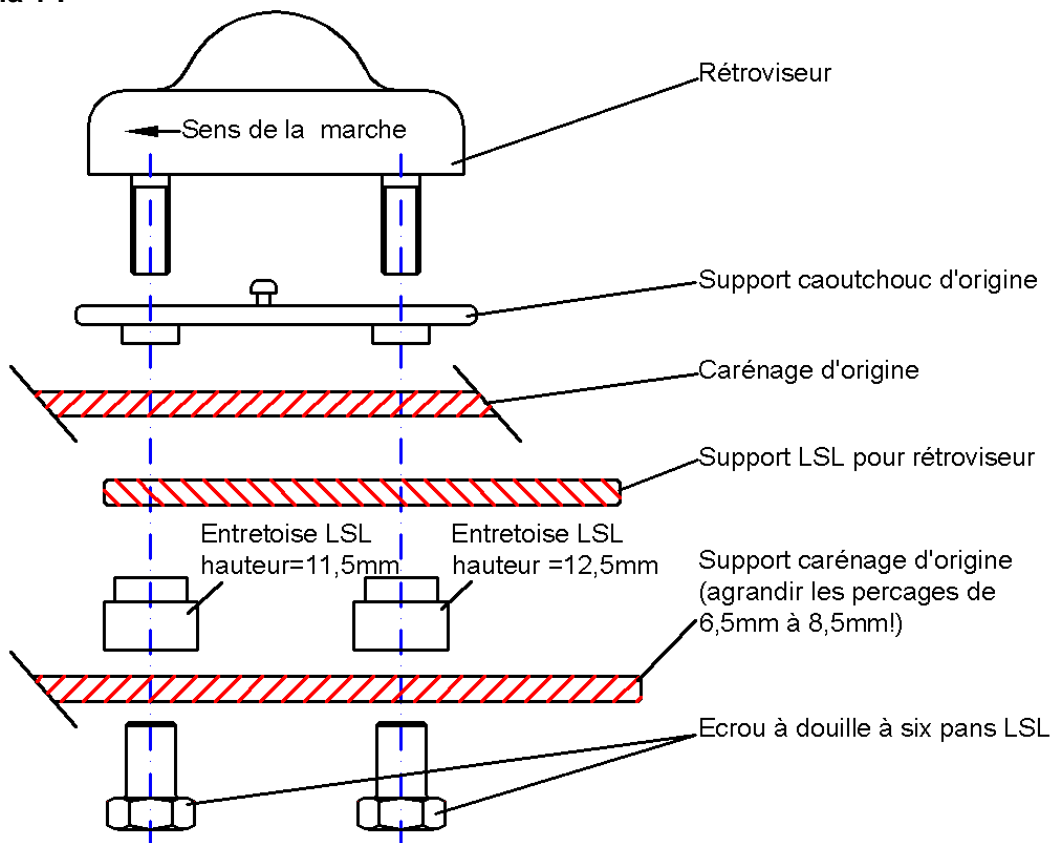 Rétroviseur
Sens de la marche
Support caoutchouc d'origine
Carénage d'origine
Support LSL pour rétroviseur
Entretoise LSL
hauteur=11,5mm
Entretoise LSL
hauteur =12,5mm
Support carénage d'origine
(agrandir les percages de
6,5mm à 8,5mm!)
Ecrou à douille à six pans LSL